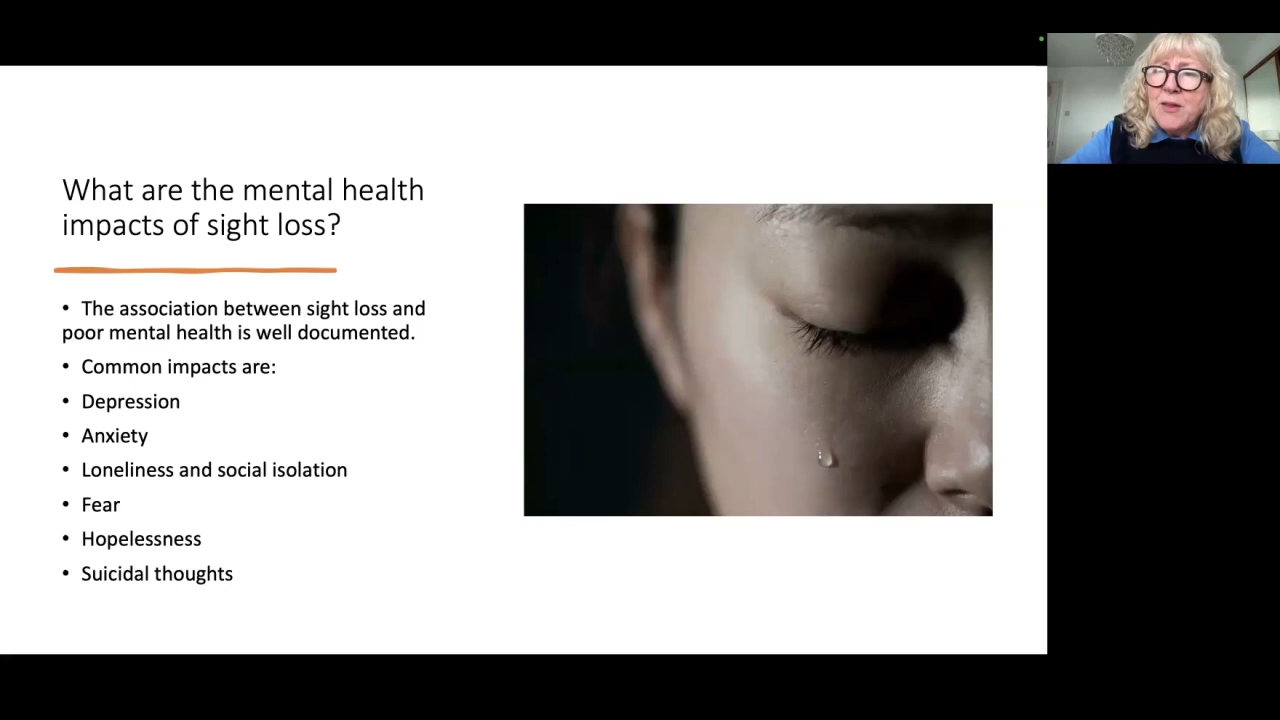 What are the mental health
impacts of sight loss?
• The association between sight loss and
poor mental health is well documented.
• Common impacts are:
• Depression
• Anxiety
• Loneliness and social isolation
• Fear
• Hopelessness
• Suicidal thoughts